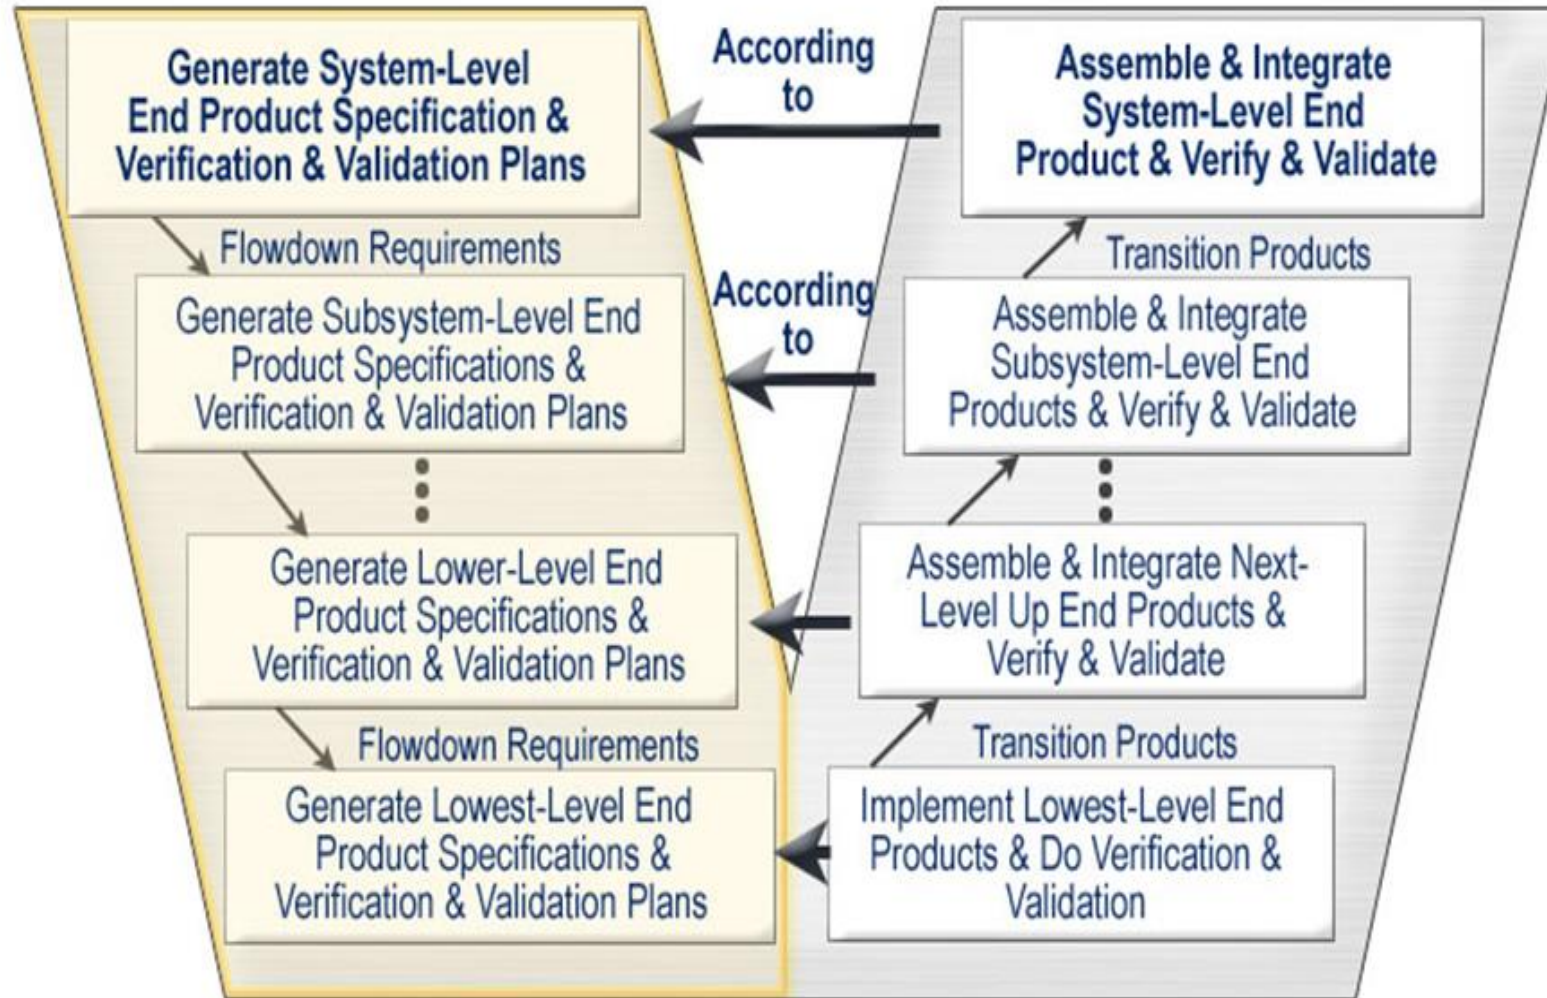 Generate System-Level
End Product Specification &
Verification & Validation Plans
According
to
Assemble & Integrate
System-Level End
Product & Verify & Validate
Flowdown Requirements
Transition Products
Generate Subsystem-Level End
Product Specifications &
Verification & Validation Plans
According
to
Assemble & Integrate
Subsystem-Level End
Products & Verify & Validate
Generate Lower-Level End
Product Specifications &
Verification & Validation Plans
Assemble & Integrate Next-
Level Up End Products &
Verify & Validate
Flowdown Requirements
Transition Products
Generate Lowest-Level End
Product Specifications &
Verification & Validation Plans
Implement Lowest-Level End
Products & Do Verification &
Validation